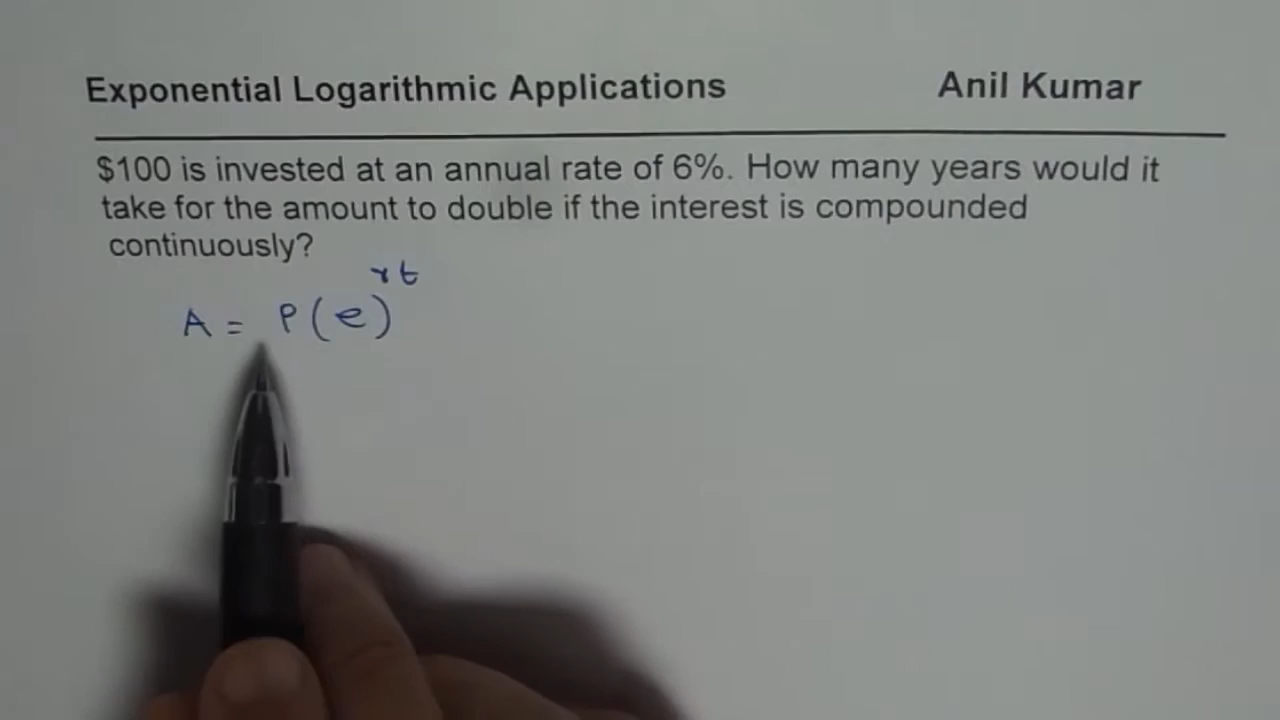 Exponential Logarithmic Applications Anil Kumar
$100 is invested at an annual rate of 6%. How many years would it
take for the amount to double if the interest is compounded
continuously?
A = P(e)^rt